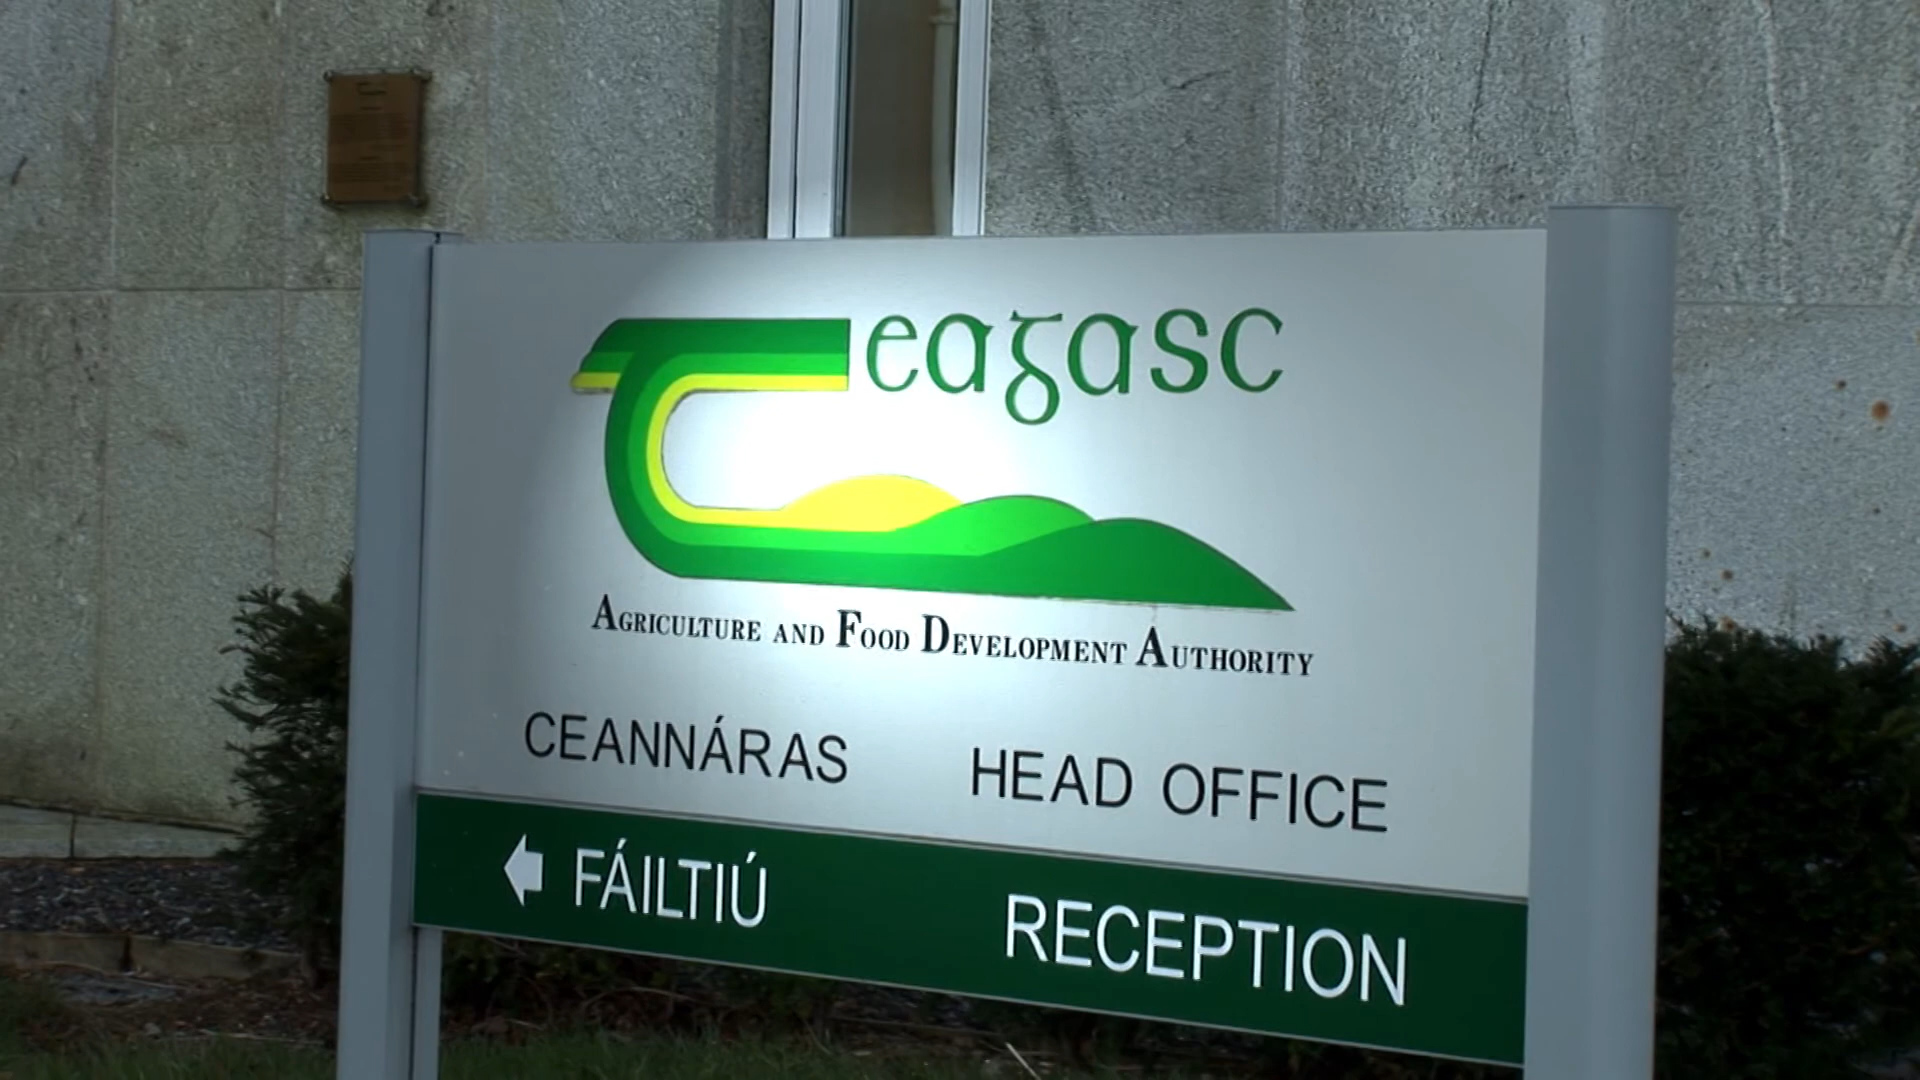 Teagasc
AGRICULTURE AND FOOD DEVELOPMENT AUTHORITY
CEANNÁRAS HEAD OFFICE
FÁILTIÚ RECEPTION